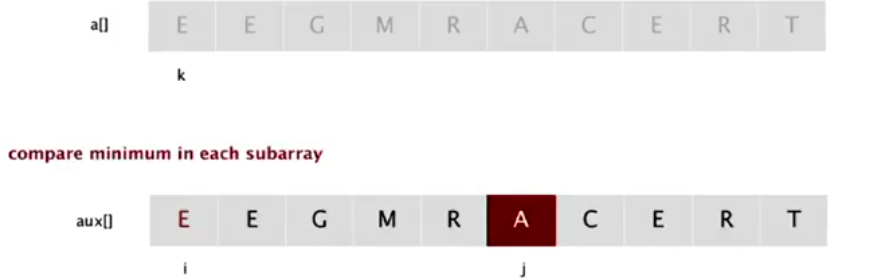 a[] E E G M R A C E R T
k
compare minimum in each subarray
aux[] E E G M R A C E R T
i j